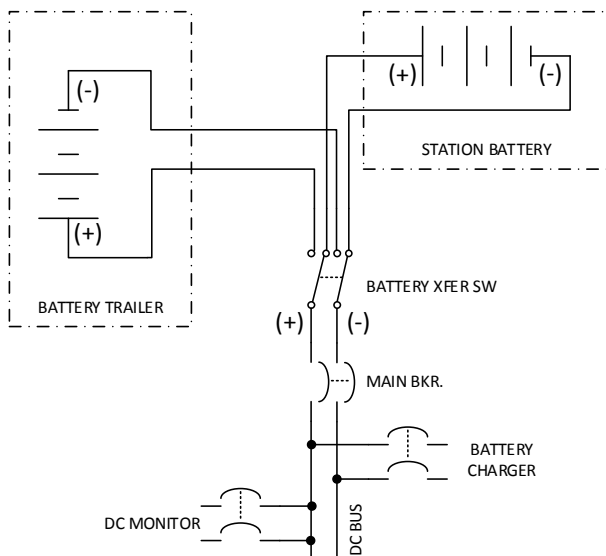 (+)
(-)
STATION BATTERY
(-)
(+)
BATTERY TRAILER
BATTERY XFER SW
(+)
(-)
MAIN BKR.
BATTERY
CHARGER
DC MONITOR
DC BUS